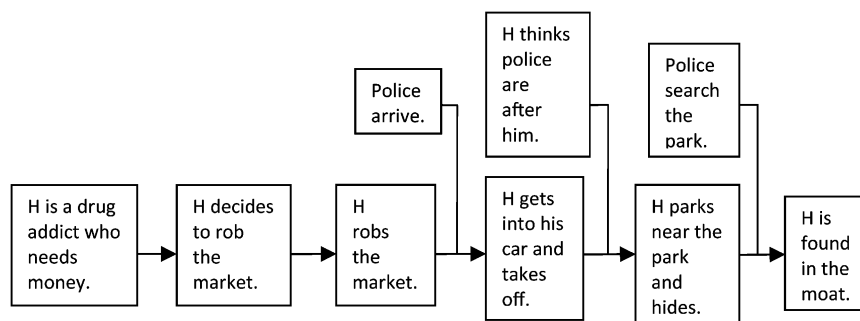 H thinks
police
are
after
him.
Police
arrive.
Police
search
the
park.
H is a drug
addict who
needs
money.
H decides
to rob
the
market.
H
robs
the
market.
H gets
into his
car and
takes
off.
H parks
near the
park
and
hides.
H is
found
in the
moat.